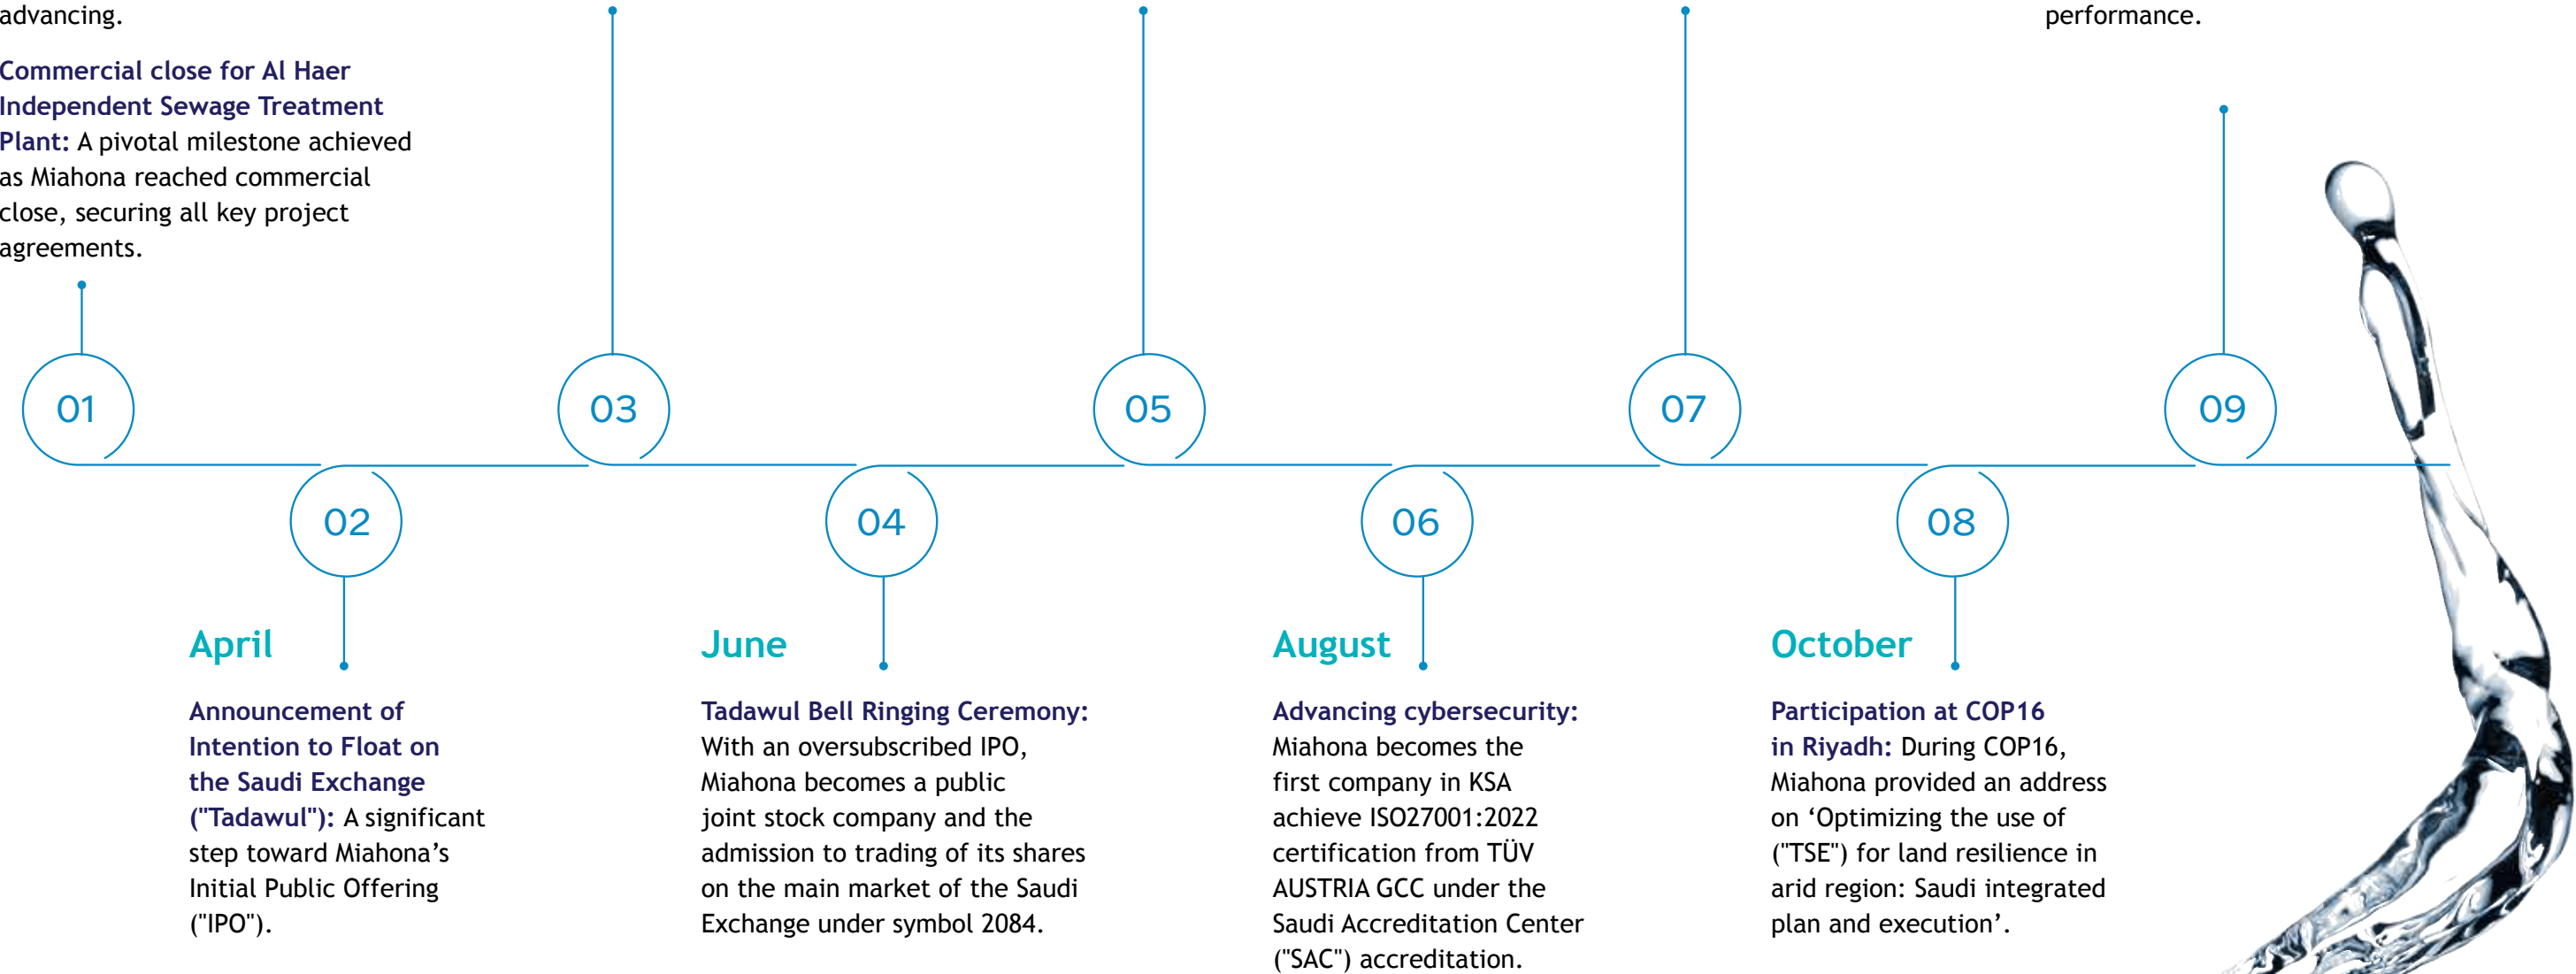 advancing.
Commercial close for Al Haer
Independent Sewage Treatment
Plant: A pivotal milestone achieved
as Miahona reached commercial
close, securing all key project
agreements.
performance.
01
03
05
07
09
02
04
06
08
April
Announcement of
Intention to Float on
the Saudi Exchange
("Tadawul"): A significant
step toward Miahona’s
Initial Public Offering
("IPO").
June
Tadawul Bell Ringing Ceremony:
With an oversubscribed IPO,
Miahona becomes a public
joint stock company and the
admission to trading of its shares
on the main market of the Saudi
Exchange under symbol 2084.
August
Advancing cybersecurity:
Miahona becomes the
first company in KSA
achieve ISO27001:2022
certification from TÜV
AUSTRIA GCC under the
Saudi Accreditation Center
("SAC") accreditation.
October
Participation at COP16
in Riyadh: During COP16,
Miahona provided an address
on ‘Optimizing the use of
("TSE") for land resilience in
arid region: Saudi integrated
plan and execution’.